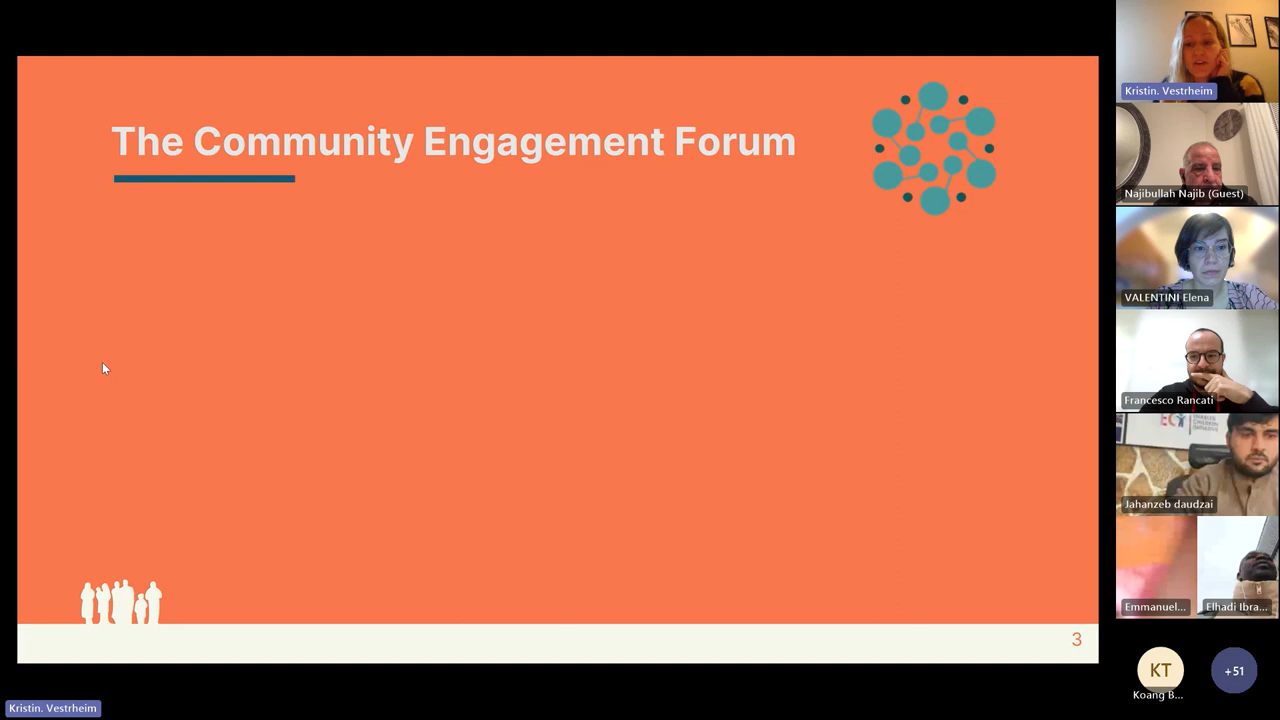 The Community Engagement Forum
3
Kristin. Vestrheim
Kristin. Vestrheim
Najibullah Najib (Guest)
VALENTINI Elena
Francesco Rancati
EC
Jahanzeb daudzai
Emmanuel...
Elhadi Ibra...
KT
+51
Koang B...